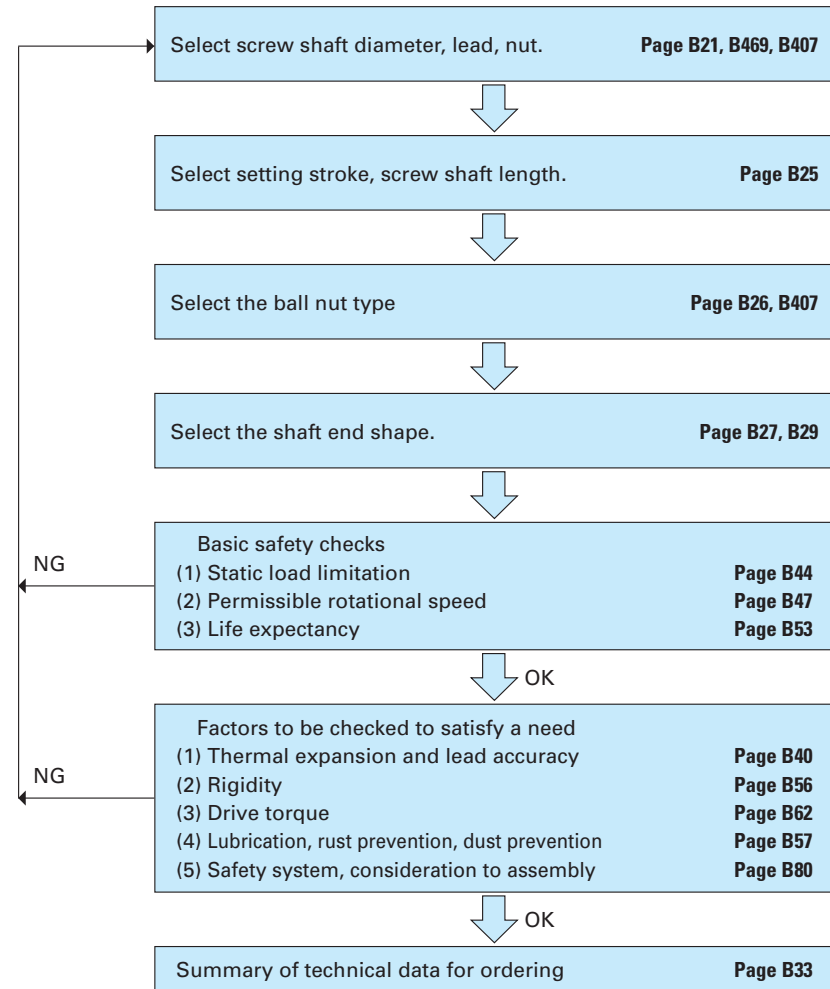 Select screw shaft diameter, lead, nut. Page B21, B469, B407
Select setting stroke, screw shaft length. Page B25
Select the ball nut type Page B26, B407
Select the shaft end shape. Page B27, B29
Basic safety checks
NG
(1) Static load limitation Page B44
(2) Permissible rotational speed Page B47
(3) Life expectancy Page B53
OK
Factors to be checked to satisfy a need
(1) Thermal expansion and lead accuracy Page B40
NG
(2) Rigidity Page B56
(3) Drive torque Page B62
(4) Lubrication, rust prevention, dust prevention Page B57
(5) Safety system, consideration to assembly Page B80
OK
Summary of technical data for ordering Page B33